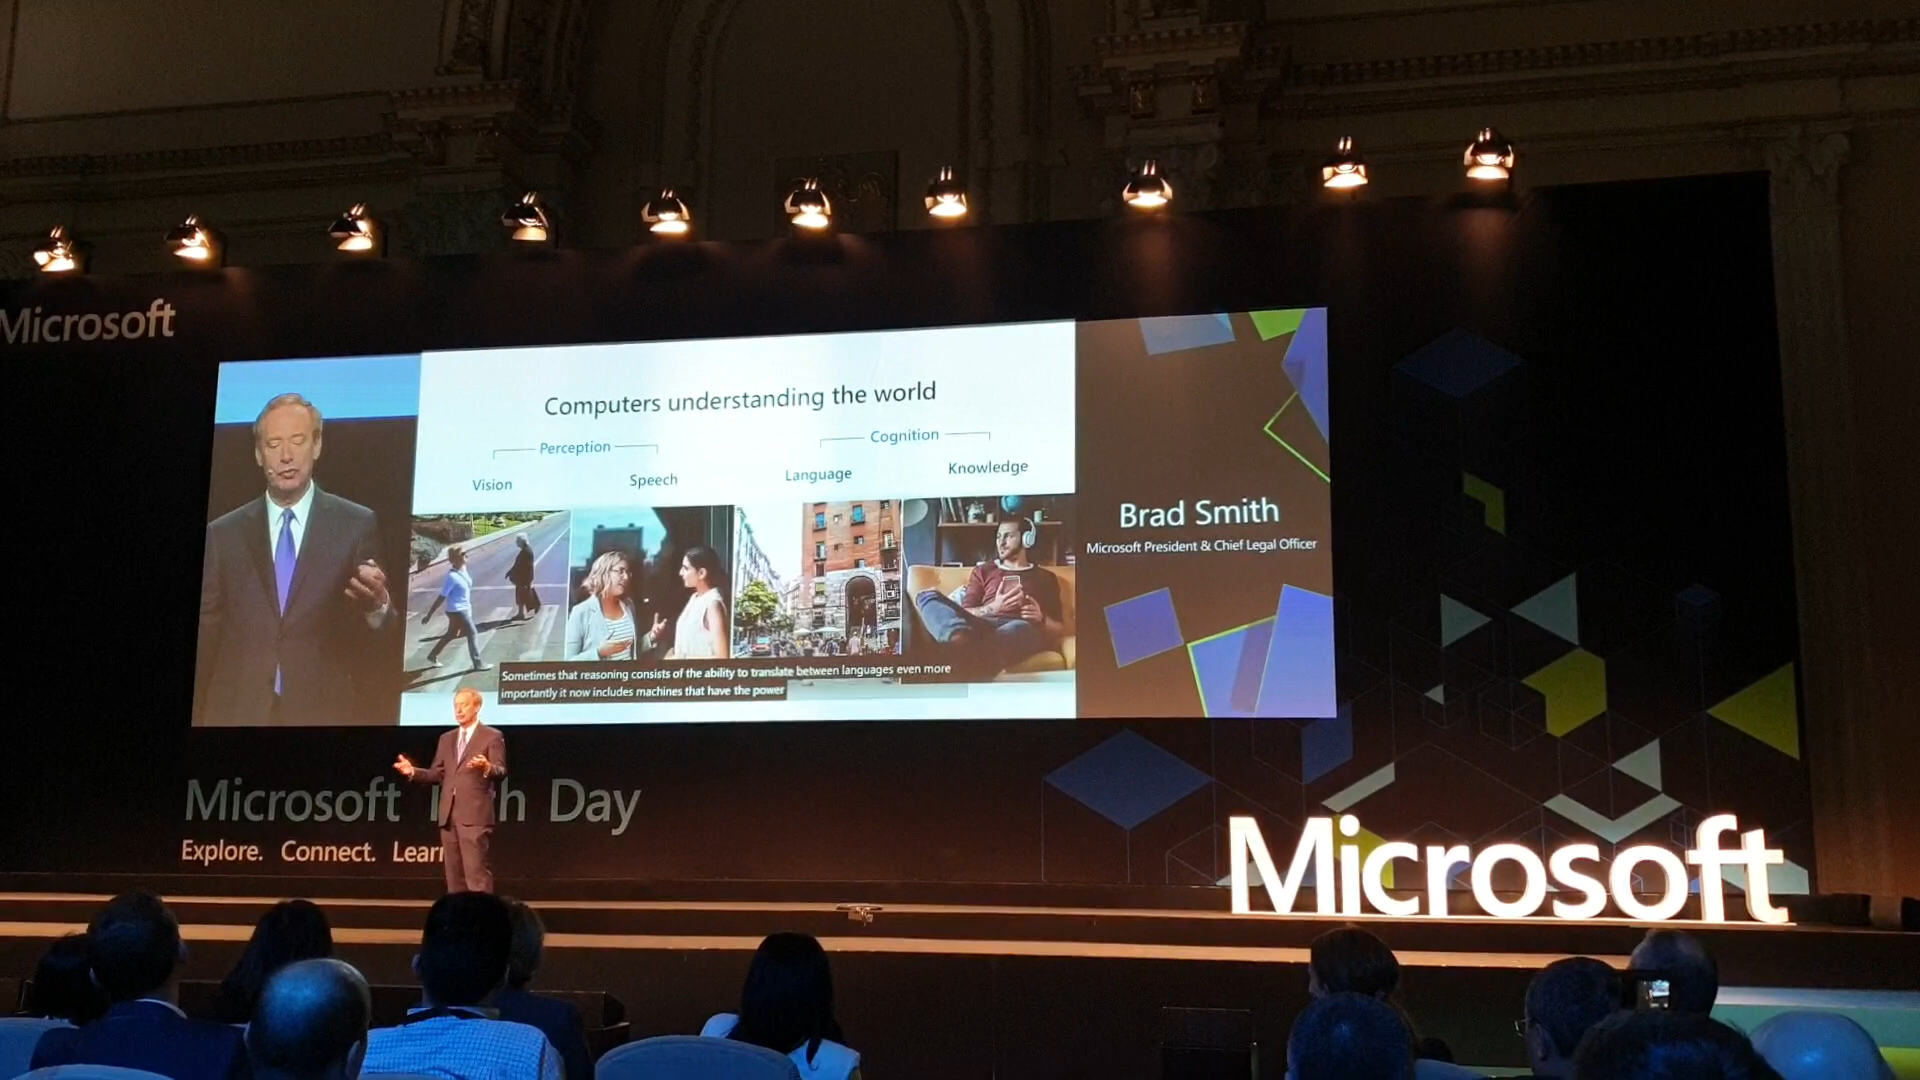 Microsoft
Computers understanding the world
Perception
Cognition
Vision
Speech
Language
Knowledge
Brad Smith
Microsoft President & Chief Legal Officer
Sometimes that reasoning consists of the ability to translate between languages even more
importantly it now includes machines that have the power
Microsoft Day
Explore. Connect.
Microsoft